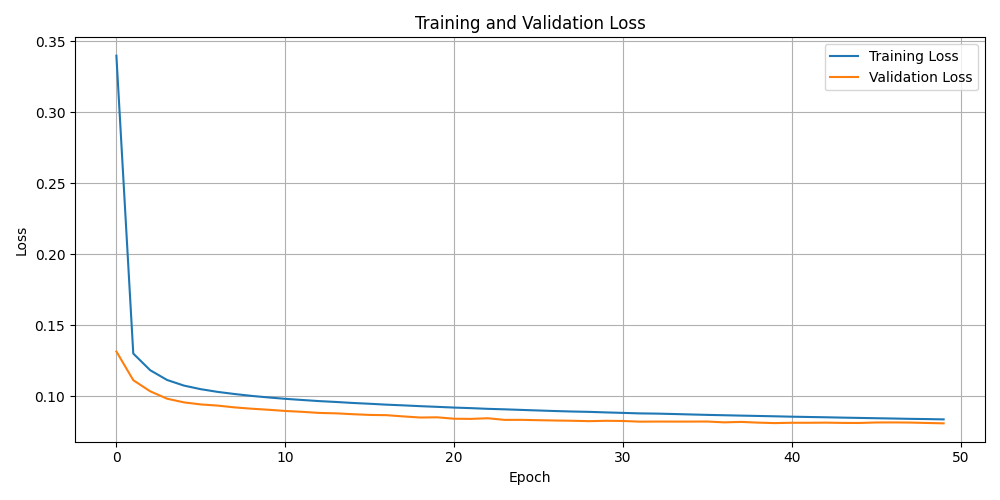 Training and Validation Loss
0.35
0.30
0.25
0.20
0.15
0.10
Loss
Training Loss
Validation Loss
0 10 20 30 40 50
Epoch